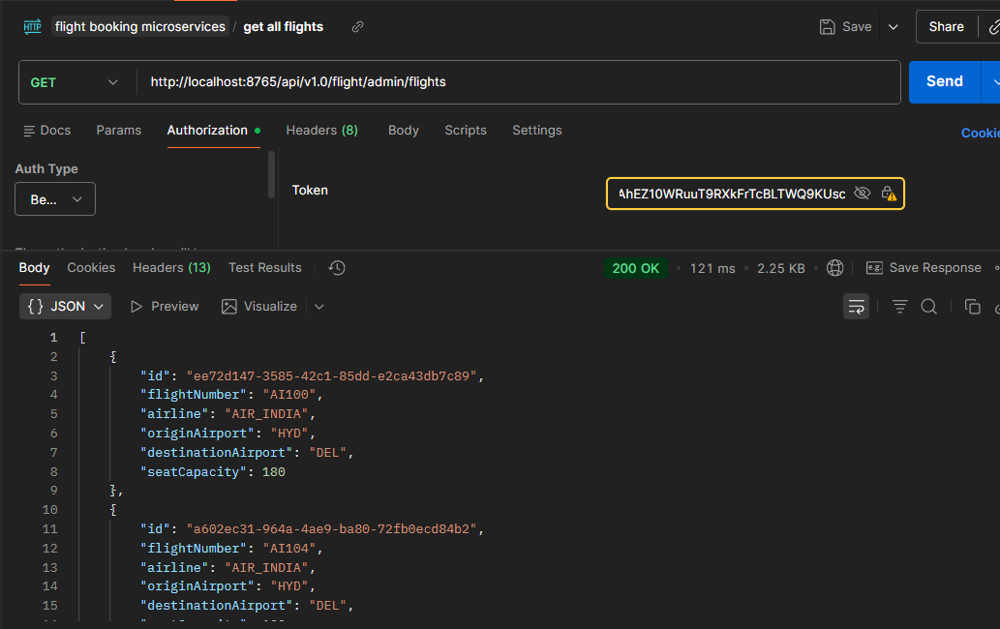 HTTP flight booking microservices / get all flights Save Share
GET http://localhost:8765/api/v1.0/flight/admin/flights Send
Docs Params Authorization Headers (8) Body Scripts Settings Cookie
Auth Type
Be...
Token AhEZ10WRuuT9RXkFrTcBLTWQ9KUsc
Body Cookies Headers (13) Test Results 200 OK • 121 ms • 2.25 KB • e.g. Save Response
{} JSON Preview Visualize
1 [
2 {
3 "id": "ee72d147-3585-42c1-85dd-e2ca43db7c89",
4 "flightNumber": "AI100",
5 "airline": "AIR_INDIA",
6 "originAirport": "HYD",
7 "destinationAirport": "DEL",
8 "seatCapacity": 180
9 },
10 {
11 "id": "a602ec31-964a-4ae9-ba80-72fb0ecd84b2",
12 "flightNumber": "AI104",
13 "airline": "AIR_INDIA",
14 "originAirport": "HYD",
15 "destinationAirport": "DEL",